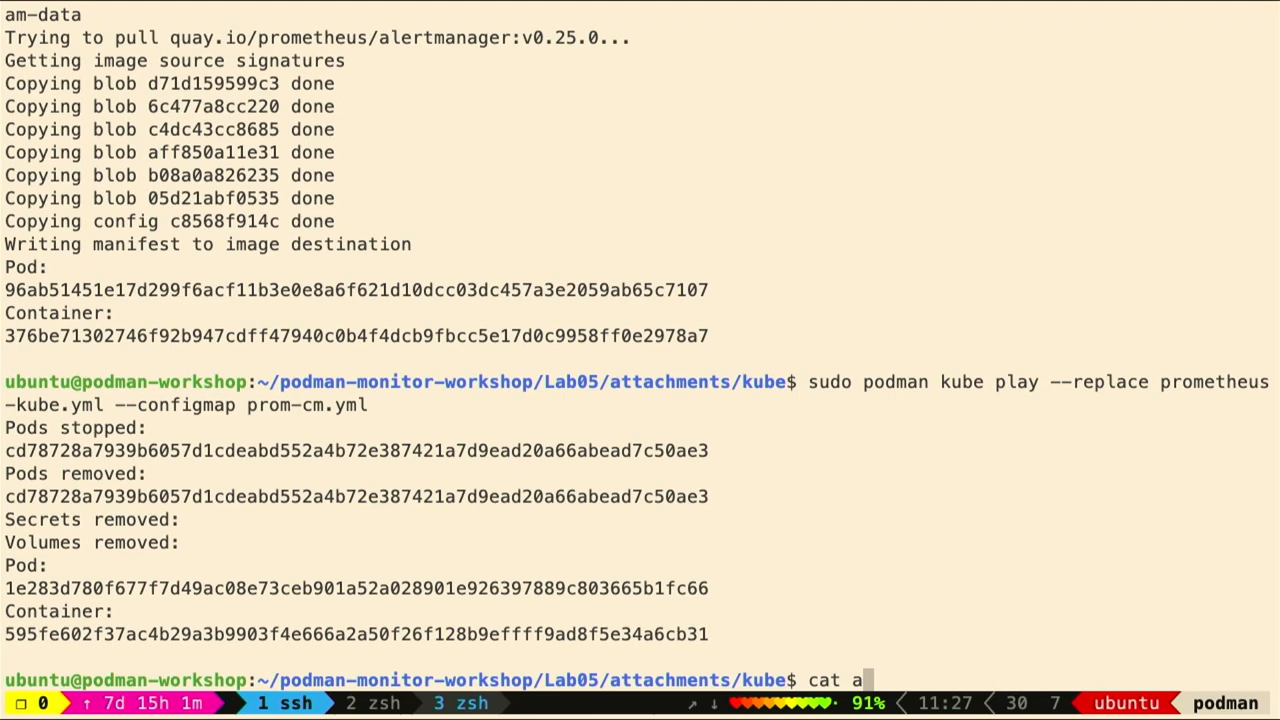 am-data
Trying to pull quay.io/prometheus/alertmanager:v0.25.0...
Getting image source signatures
Copying blob d71d159599c3 done
Copying blob 6c477a8cc220 done
Copying blob c4dc43cc8685 done
Copying blob aff850a11e31 done
Copying blob b08a0a826235 done
Copying blob 05d21abf0535 done
Copying config c8568f914c done
Writing manifest to image destination
Pod:
96ab51451e17d299f6acf11b3e0e8a6f621d10dcc03dc457a3e2059ab65c7107
Container:
376be71302746f92b947cdff47940c0b4f4dcb9fbcc5e17d0c9958ff0e2978a7
ubuntu@podman-workshop:~/podman-monitor-workshop/Lab05/attachments/kube$ sudo podman kube play --replace prometheus
-kube.yml --configmap prom-cm.yml
Pods stopped:
cd78728a7939b6057d1cdeabd552a4b72e387421a7d9ead20a66abead7c50ae3
Pods removed:
cd78728a7939b6057d1cdeabd552a4b72e387421a7d9ead20a66abead7c50ae3
Secrets removed:
Volumes removed:
Pod:
1e283d780f677f7d49ac08e73ceb901a52a028901e926397889c803665b1fc66
Container:
595fe602f37ac4b29a3b9903f4e666a2a50f26f128b9effff9ad8f5e34a6cb31
ubuntu@podman-workshop:~/podman-monitor-workshop/Lab05/attachments/kube$ cat a
❐ 0 ↑ 7d 15h 1m 1 ssh 2 zsh 3 zsh ↗ ↓ 91% 11:27 30 7 ubuntu podman